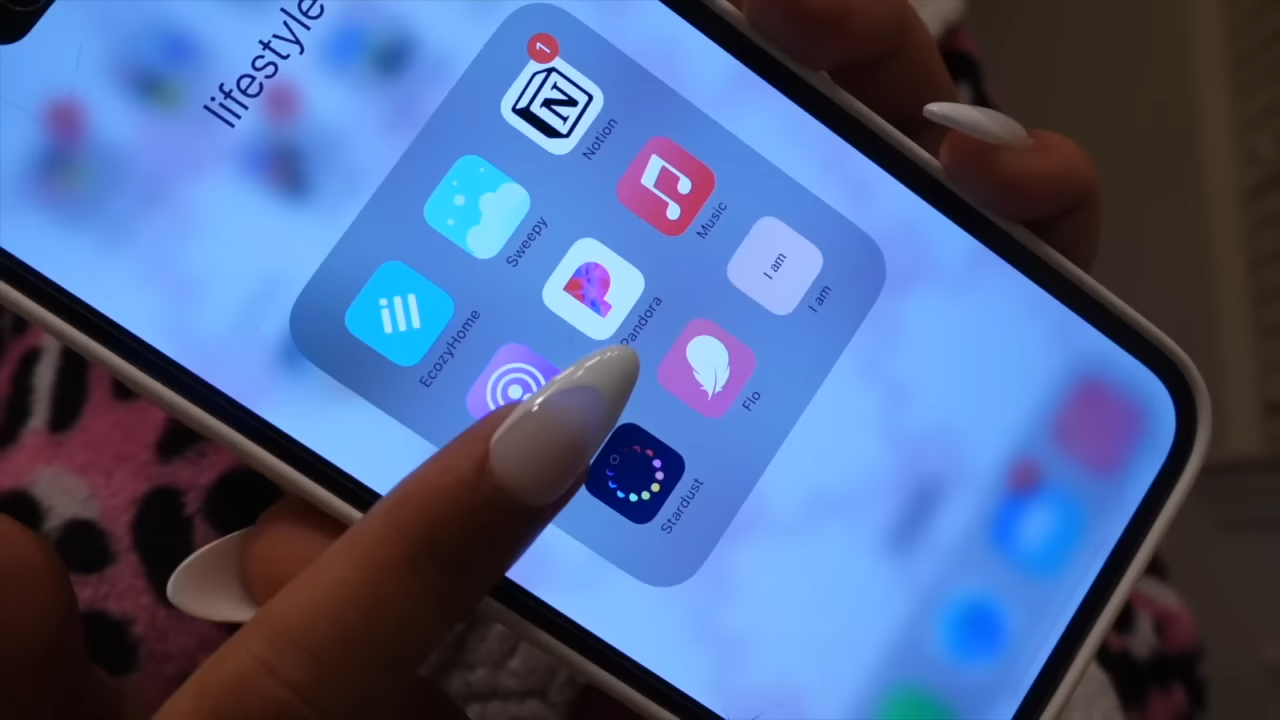 lifestyle
1
N
Notion
Sweepy
EcozyHome
Music
Pandora
I am
I am
Flo
Stardust